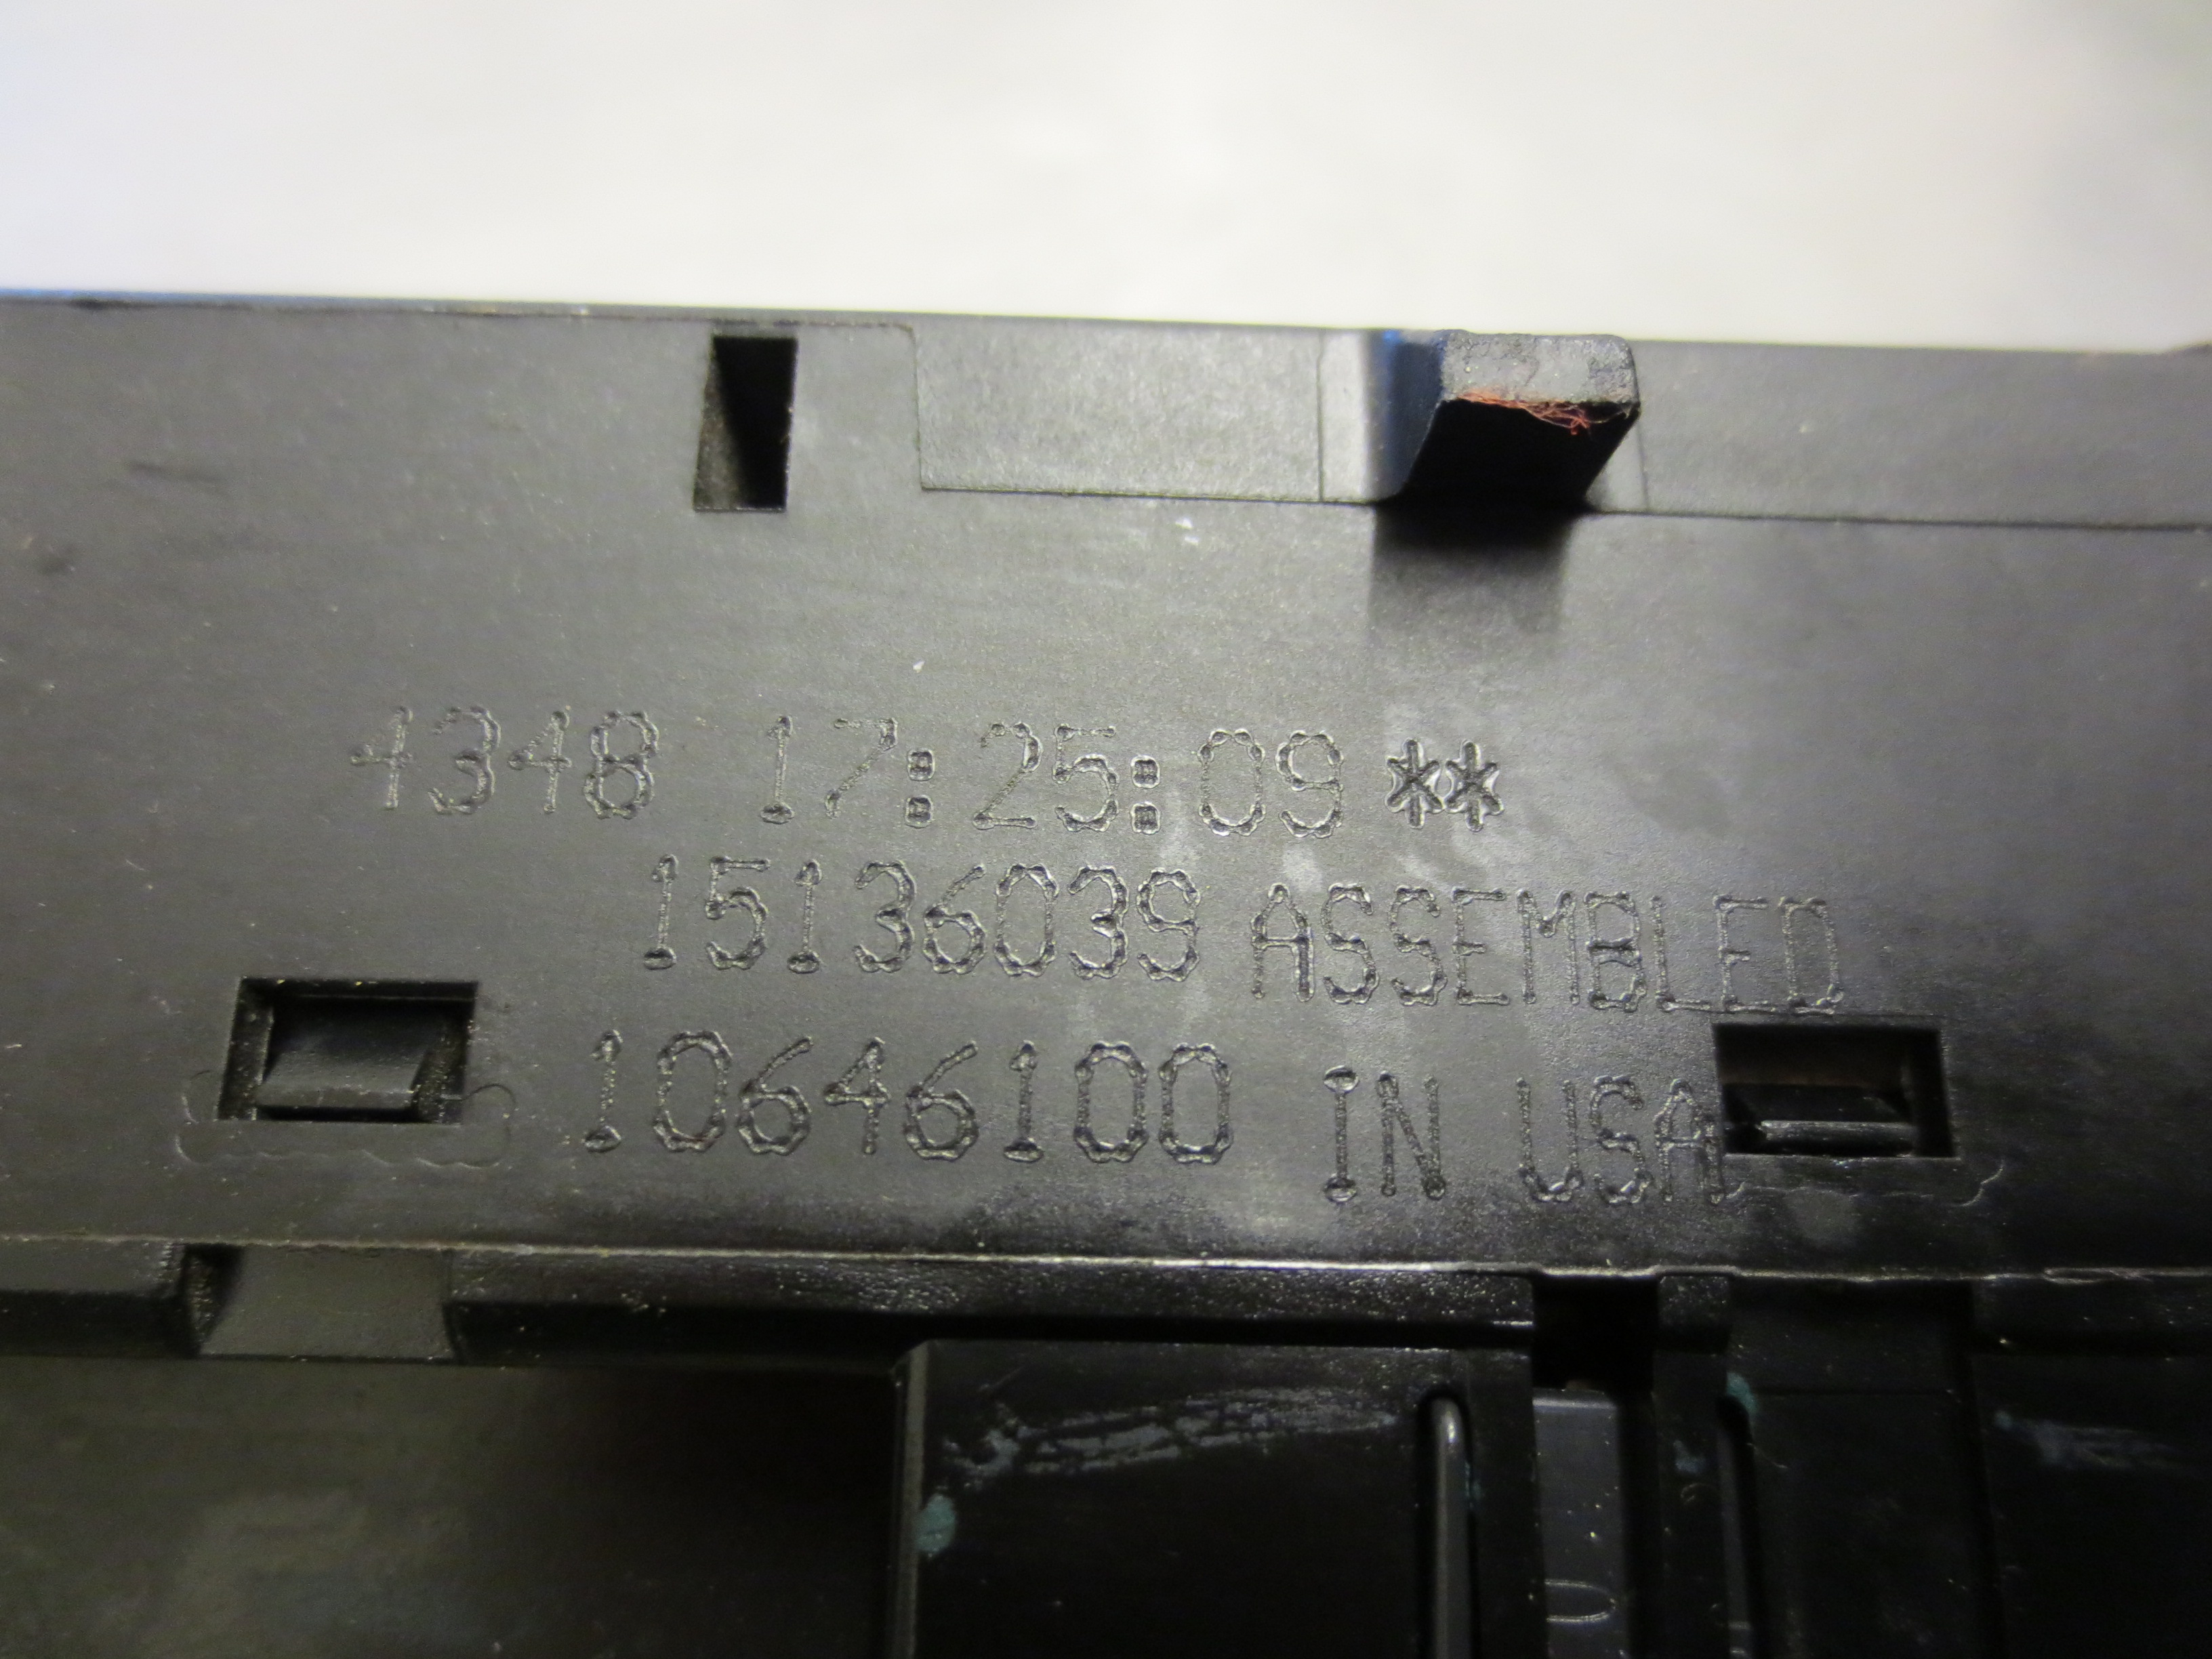 4348 17:25:09 **
15136039 ASSEMBLED
10646100 IN USA